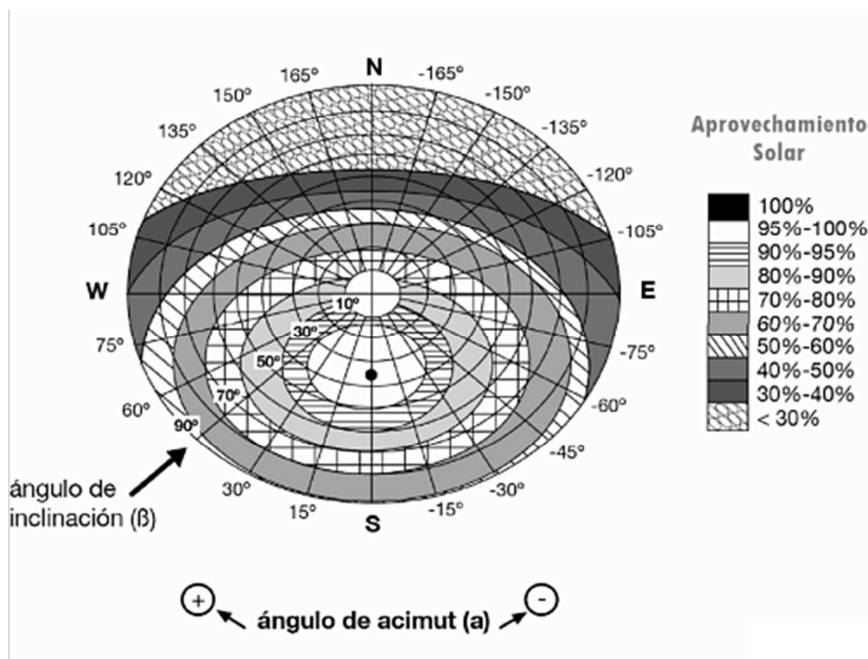 N
165º
-165º
150º
-150º
135º
-135º
120º
-120º
105º
-105º
W
E
75º
-75º
60º
-60º
-45º
30º
-30º
15º
-15º
S
10º
30º
50º
70º
90º
ángulo de
inclinación (ß)
+
ángulo de acimut (a)
-
Aprovechamiento
Solar
100%
95%-100%
90%-95%
80%-90%
70%-80%
60%-70%
50%-60%
40%-50%
30%-40%
< 30%